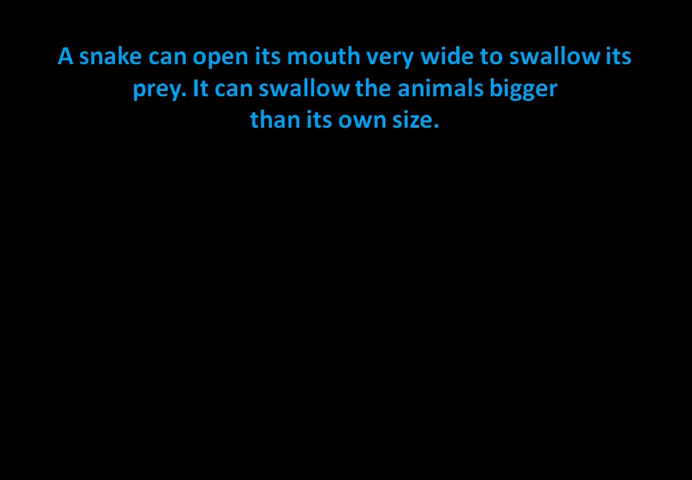 A snake can open its mouth very wide to swallow its
prey. It can swallow the animals bigger
than its own size.